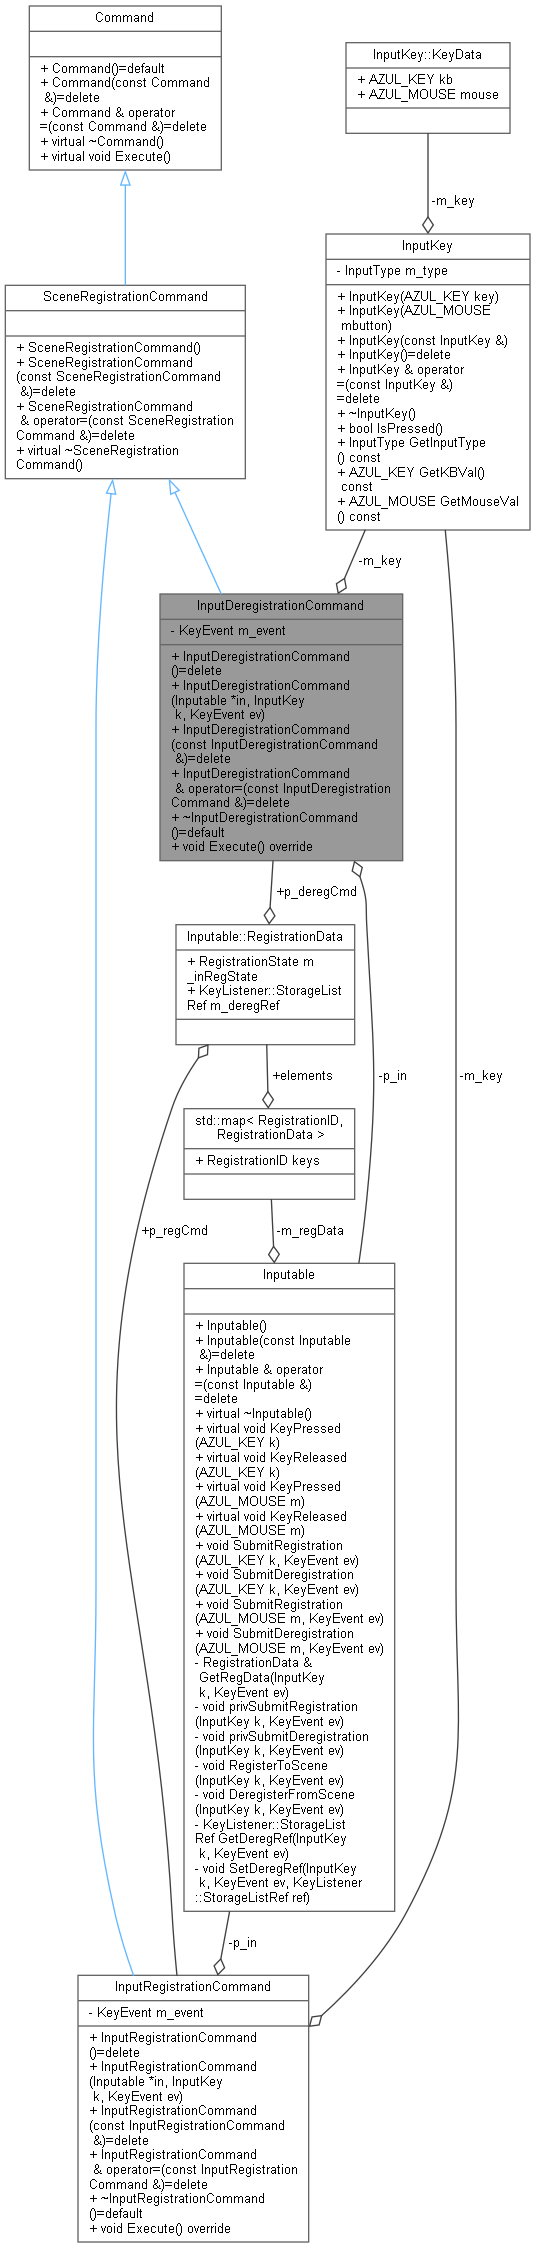 Command
+ Command()=default
+ Command(const Command
&)=delete
+ Command & operator
=(const Command &)=delete
+ virtual ~Command()
+ virtual void Execute()
InputKey::KeyData
+ AZUL_KEY kb
+ AZUL_MOUSE mouse
-m_key
InputKey
- InputType m_type
+ InputKey(AZUL_KEY key)
+ InputKey(AZUL_MOUSE
mbutton)
+ InputKey(const InputKey &)
+ InputKey()=delete
+ InputKey & operator
=(const InputKey &)
=delete
+ ~InputKey()
+ bool IsPressed()
+ InputType GetInputType
() const
+ AZUL_KEY GetKBVal()
const
+ AZUL_MOUSE GetMouseVal
() const
SceneRegistrationCommand
+ SceneRegistrationCommand()
+ SceneRegistrationCommand
(const SceneRegistrationCommand
&)=delete
+ SceneRegistrationCommand
& operator=(const SceneRegistration
Command &)=delete
+ virtual ~SceneRegistration
Command()
-m_key
InputDeregistrationCommand
- KeyEvent m_event
+ InputDeregistrationCommand
()=delete
+ InputDeregistrationCommand
(Inputable *in, InputKey
k, KeyEvent ev)
+ InputDeregistrationCommand
(const InputDeregistrationCommand
&)=delete
+ InputDeregistrationCommand
& operator=(const InputDeregistration
Command &)=delete
+ ~InputDeregistrationCommand
()=default
+ void Execute() override
+p_deregCmd
Inputable::RegistrationData
+ RegistrationState m
_inRegState
+ KeyListener::StorageList
Ref m_deregRef
+elements
-p_in
-m_key
std::map< RegistrationID,
RegistrationData >
+ RegistrationID keys
+p_regCmd
-m_regData
Inputable
+ Inputable()
+ Inputable(const Inputable
&)=delete
+ Inputable & operator
=(const Inputable &)
=delete
+ virtual ~Inputable()
+ virtual void KeyPressed
(AZUL_KEY k)
+ virtual void KeyReleased
(AZUL_KEY k)
+ virtual void KeyPressed
(AZUL_MOUSE m)
+ virtual void KeyReleased
(AZUL_MOUSE m)
+ void SubmitRegistration
(AZUL_KEY k, KeyEvent ev)
+ void SubmitDeregistration
(AZUL_KEY k, KeyEvent ev)
+ void SubmitRegistration
(AZUL_MOUSE m, KeyEvent ev)
+ void SubmitDeregistration
(AZUL_MOUSE m, KeyEvent ev)
- RegistrationData &
GetRegData(InputKey
k, KeyEvent ev)
- void privSubmitRegistration
(InputKey k, KeyEvent ev)
- void privSubmitDeregistration
(InputKey k, KeyEvent ev)
- void RegisterToScene
(InputKey k, KeyEvent ev)
- void DeregisterFromScene
(InputKey k, KeyEvent ev)
- KeyListener::StorageList
Ref GetDeregRef(InputKey
k, KeyEvent ev)
- void SetDeregRef(InputKey
k, KeyEvent ev, KeyListener
::StorageListRef ref)
-p_in
InputRegistrationCommand
- KeyEvent m_event
+ InputRegistrationCommand
()=delete
+ InputRegistrationCommand
(Inputable *in, InputKey
k, KeyEvent ev)
+ InputRegistrationCommand
(const InputRegistrationCommand
&)=delete
+ InputRegistrationCommand
& operator=(const InputRegistration
Command &)=delete
+ ~InputRegistrationCommand
()=default
+ void Execute() override